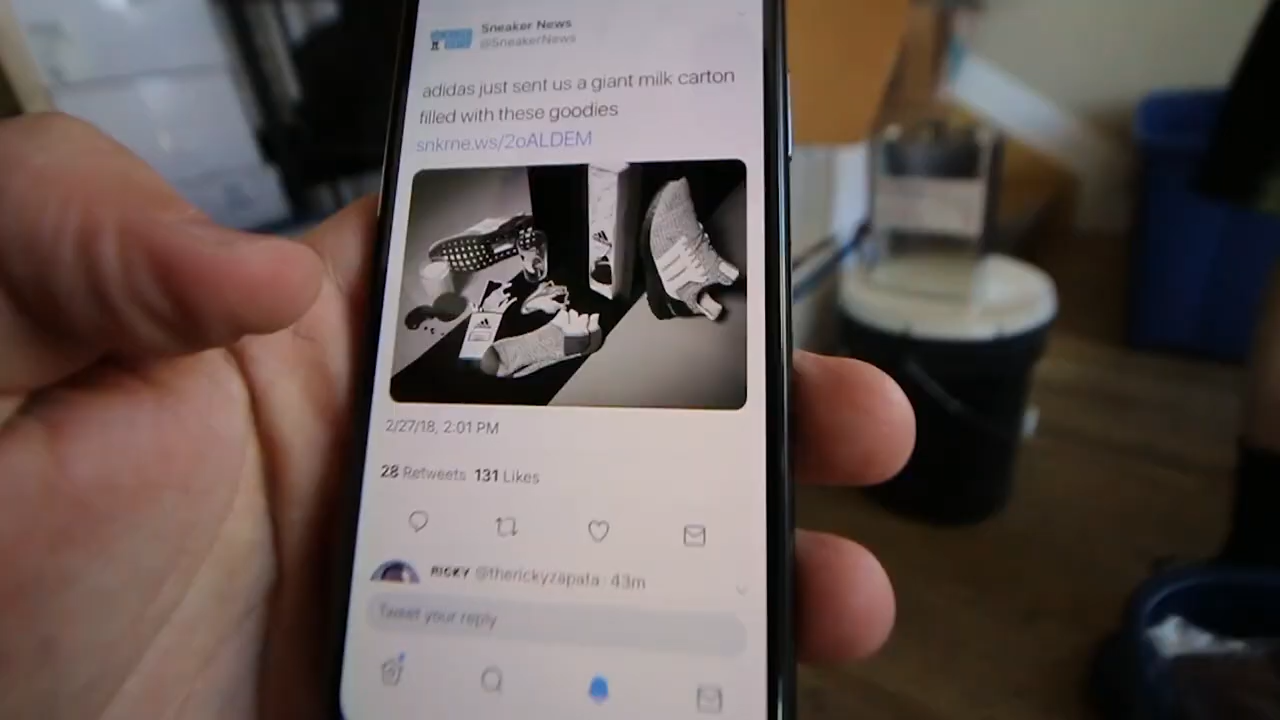 Sneaker News
@SneakerNews
adidas just sent us a giant milk carton
filled with these goodies
snkrne.ws/2oALDEM
2/27/18, 2:01 PM
28 Retweets 131 Likes
RICKY @therickyzapata 43m
Tweet your reply